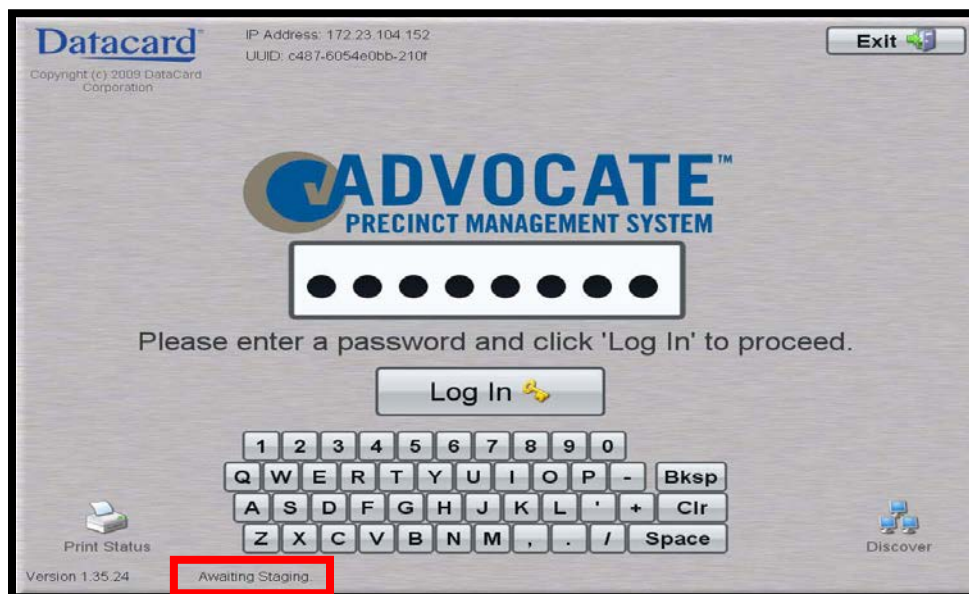 Datacard®
Copyright (c) 2009 DataCard
Corporation
IP Address: 172.23.104.152
UUID: c487-6054e0bb-210f
Exit
ADVOCATE™
PRECINCT MANAGEMENT SYSTEM
Please enter a password and click 'Log In' to proceed.
Log In
1 2 3 4 5 6 7 8 9 0
Q W E R T Y U I O P - Bksp
A S D F G H J K L ' + Clr
Z X C V B N M , . / Space
Print Status
Discover
Version 1.35.24
Awaiting Staging.